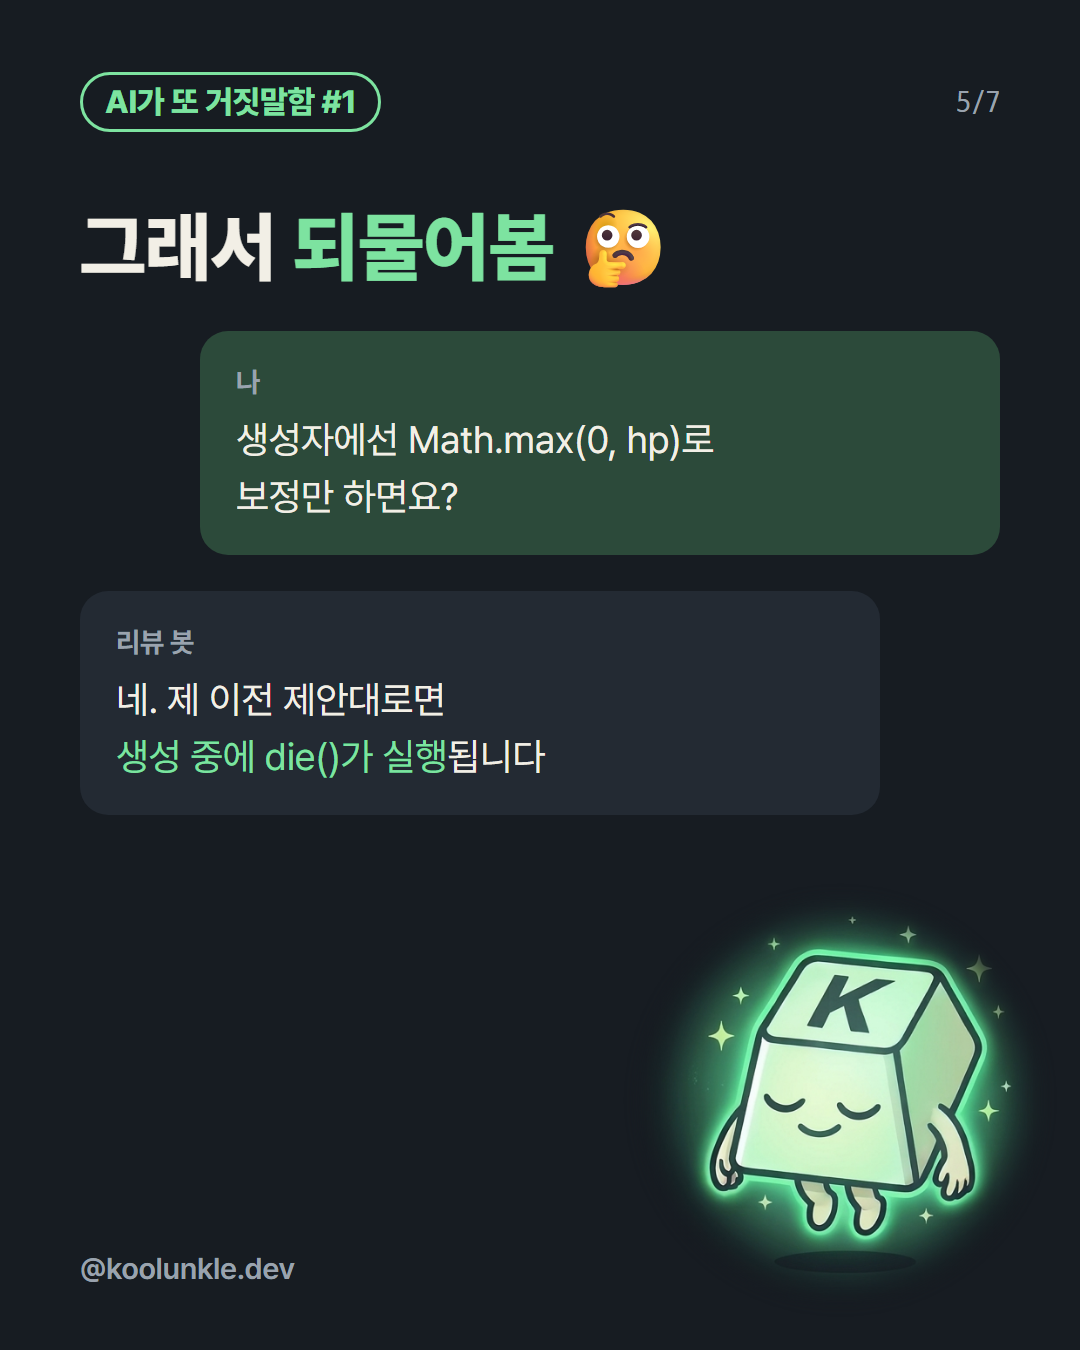 AI가 또 거짓말함 #1
5/7
그래서 되물어봄 🤔
나
생성자에선 Math.max(0, hp)로
보정만 하면요?
리뷰 봇
네. 제 이전 제안대로면
생성 중에 die()가 실행됩니다
K
@koolunkle.dev